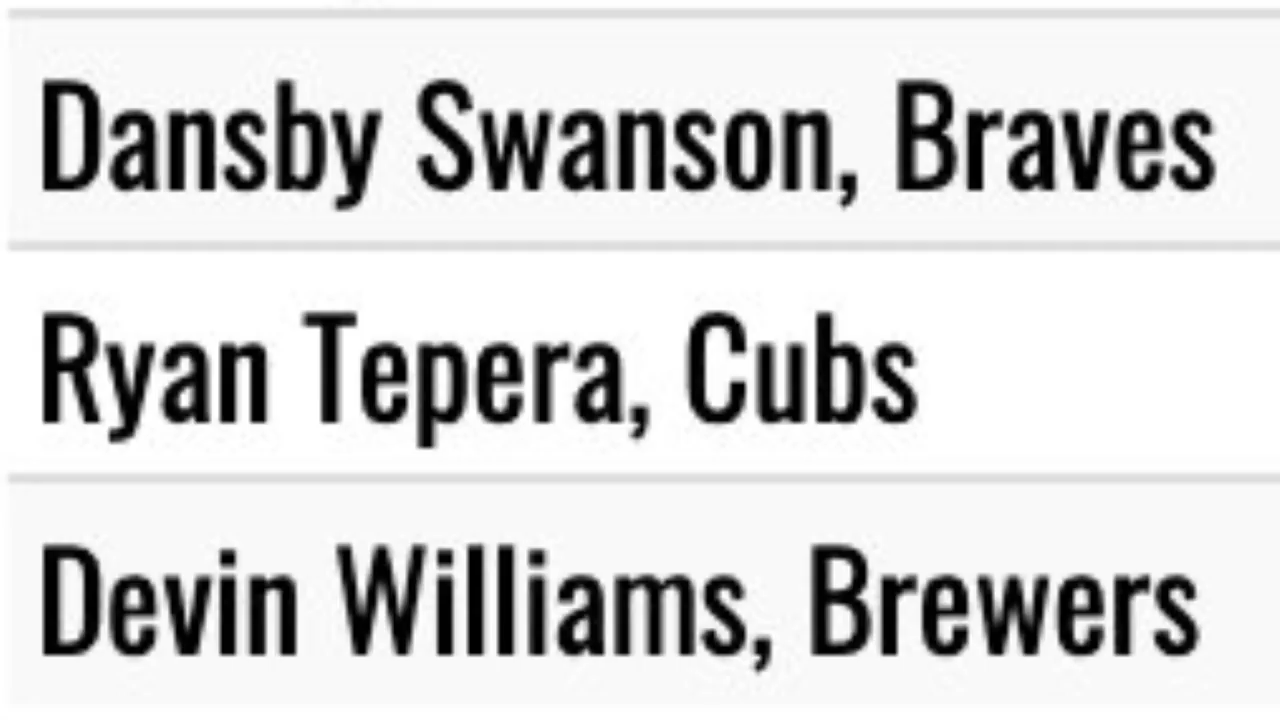 Dansby Swanson, Braves
Ryan Tepera, Cubs
Devin Williams, Brewers